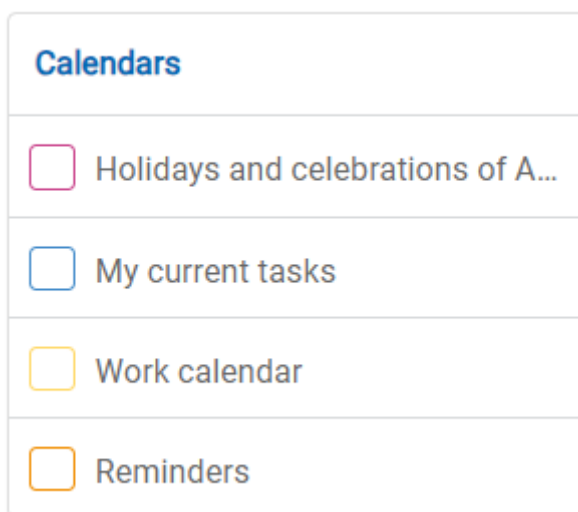 Calendars
Holidays and celebrations of A...
My current tasks
Work calendar
Reminders